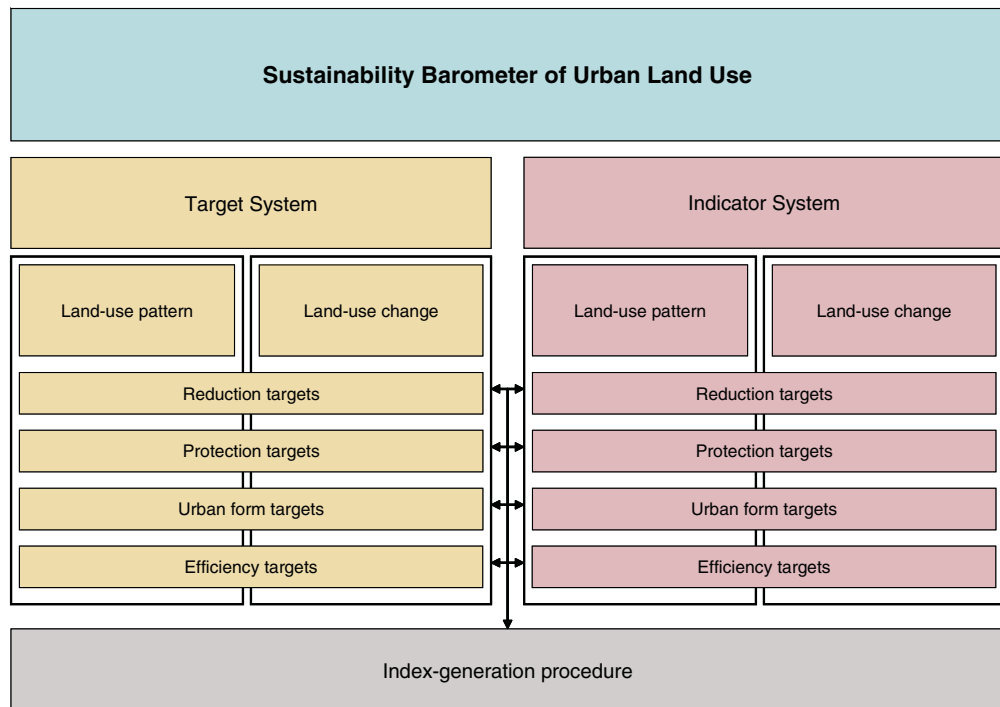 Sustainability Barometer of Urban Land Use
Target System
Indicator System
Land-use pattern
Land-use change
Land-use pattern
Land-use change
Reduction targets
Reduction targets
Protection targets
Protection targets
Urban form targets
Urban form targets
Efficiency targets
Efficiency targets
Index-generation procedure